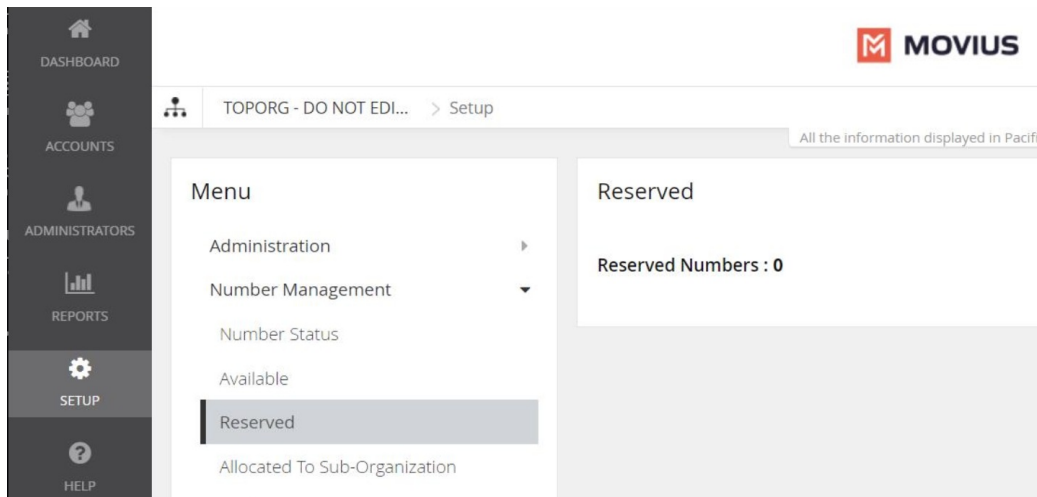 DASHBOARD
ACCOUNTS
ADMINISTRATORS
REPORTS
SETUP
HELP
MOVIUS
TOPORG - DO NOT EDI... > Setup
All the information displayed in Pacif
Menu
Administration
Number Management
Number Status
Available
Reserved
Allocated To Sub-Organization
Reserved
Reserved Numbers : 0